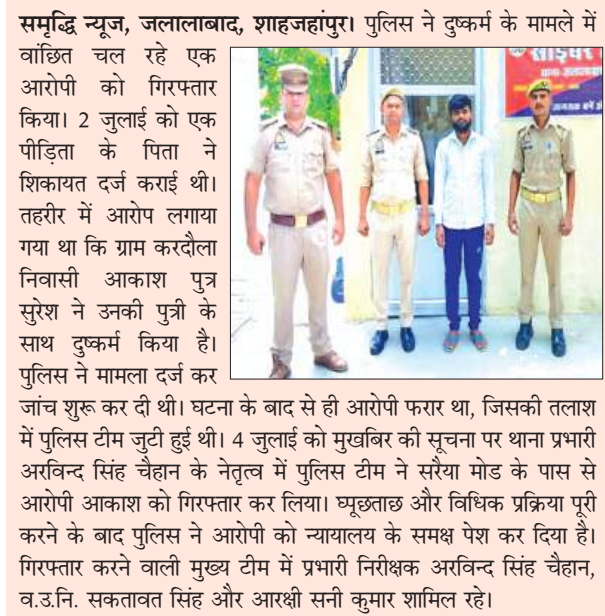 समृद्धि न्यूज, जलालाबाद, शाहजहांपुर। पुलिस ने दुष्कर्म के मामले में
वांछित चल रहे एक
आरोपी को गिरफ्तार
किया। 2 जुलाई को एक
पीड़िता के पिता ने
शिकायत दर्ज कराई थी।
तहरीर में आरोप लगाया
गया था कि ग्राम करदौला
निवासी आकाश पुत्र
सुरेश ने उनकी पुत्री के
साथ दुष्कर्म किया है।
पुलिस ने मामला दर्ज कर
जांच शुरू कर दी थी। घटना के बाद से ही आरोपी फरार था, जिसकी तलाश
में पुलिस टीम जुटी हुई थी। 4 जुलाई को मुखबिर की सूचना पर थाना प्रभारी
अरविन्द सिंह चैहान के नेतृत्व में पुलिस टीम ने सरैया मोड के पास से
आरोपी आकाश को गिरफ्तार कर लिया। घ्पूछताछ और विधिक प्रक्रिया पूरी
करने के बाद पुलिस ने आरोपी को न्यायालय के समक्ष पेश कर दिया है।
गिरफ्तार करने वाली मुख्य टीम में प्रभारी निरीक्षक अरविन्द सिंह चैहान,
व.उ.नि. सकतावत सिंह और आरक्षी सनी कुमार शामिल रहे।
साइबर